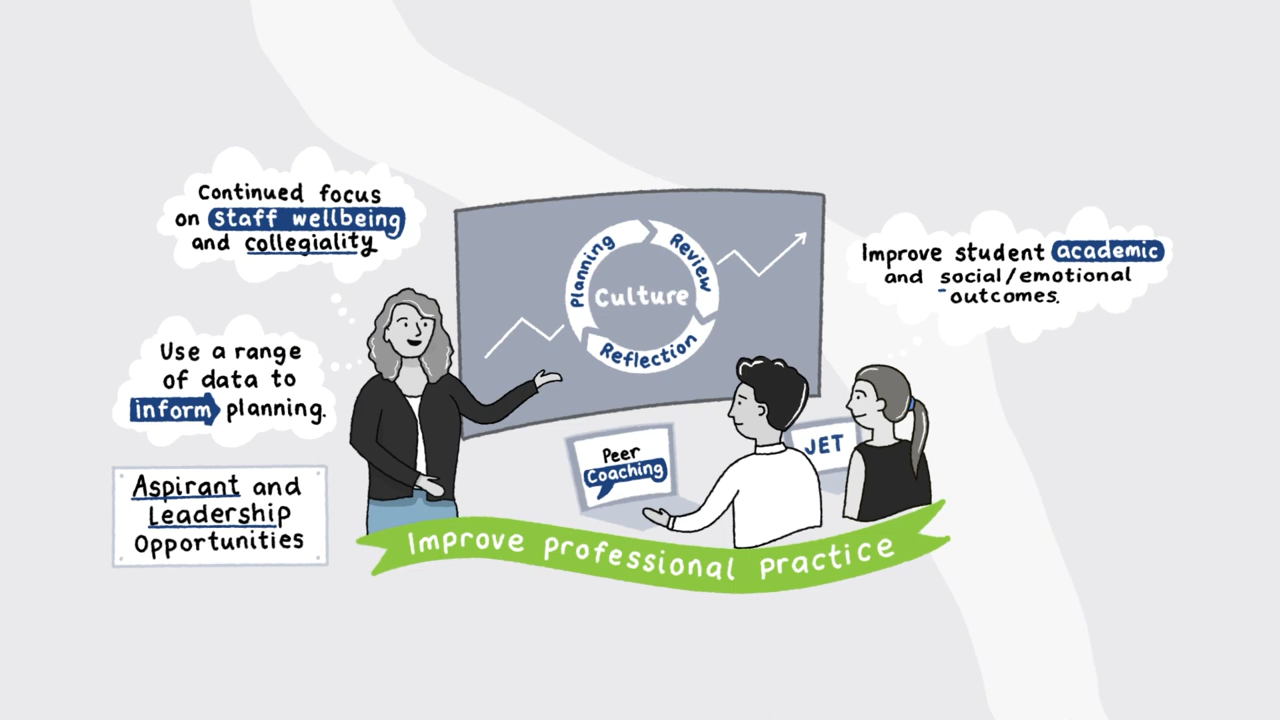 Continued focus
on staff wellbeing
and collegiality
Use a range
of data to
inform planning.
Aspirant and
Leadership
Opportunities
Planning
Review
Culture
Reflection
Peer
Coaching
JET
Improve student academic
and social/emotional
outcomes.
Improve professional practice